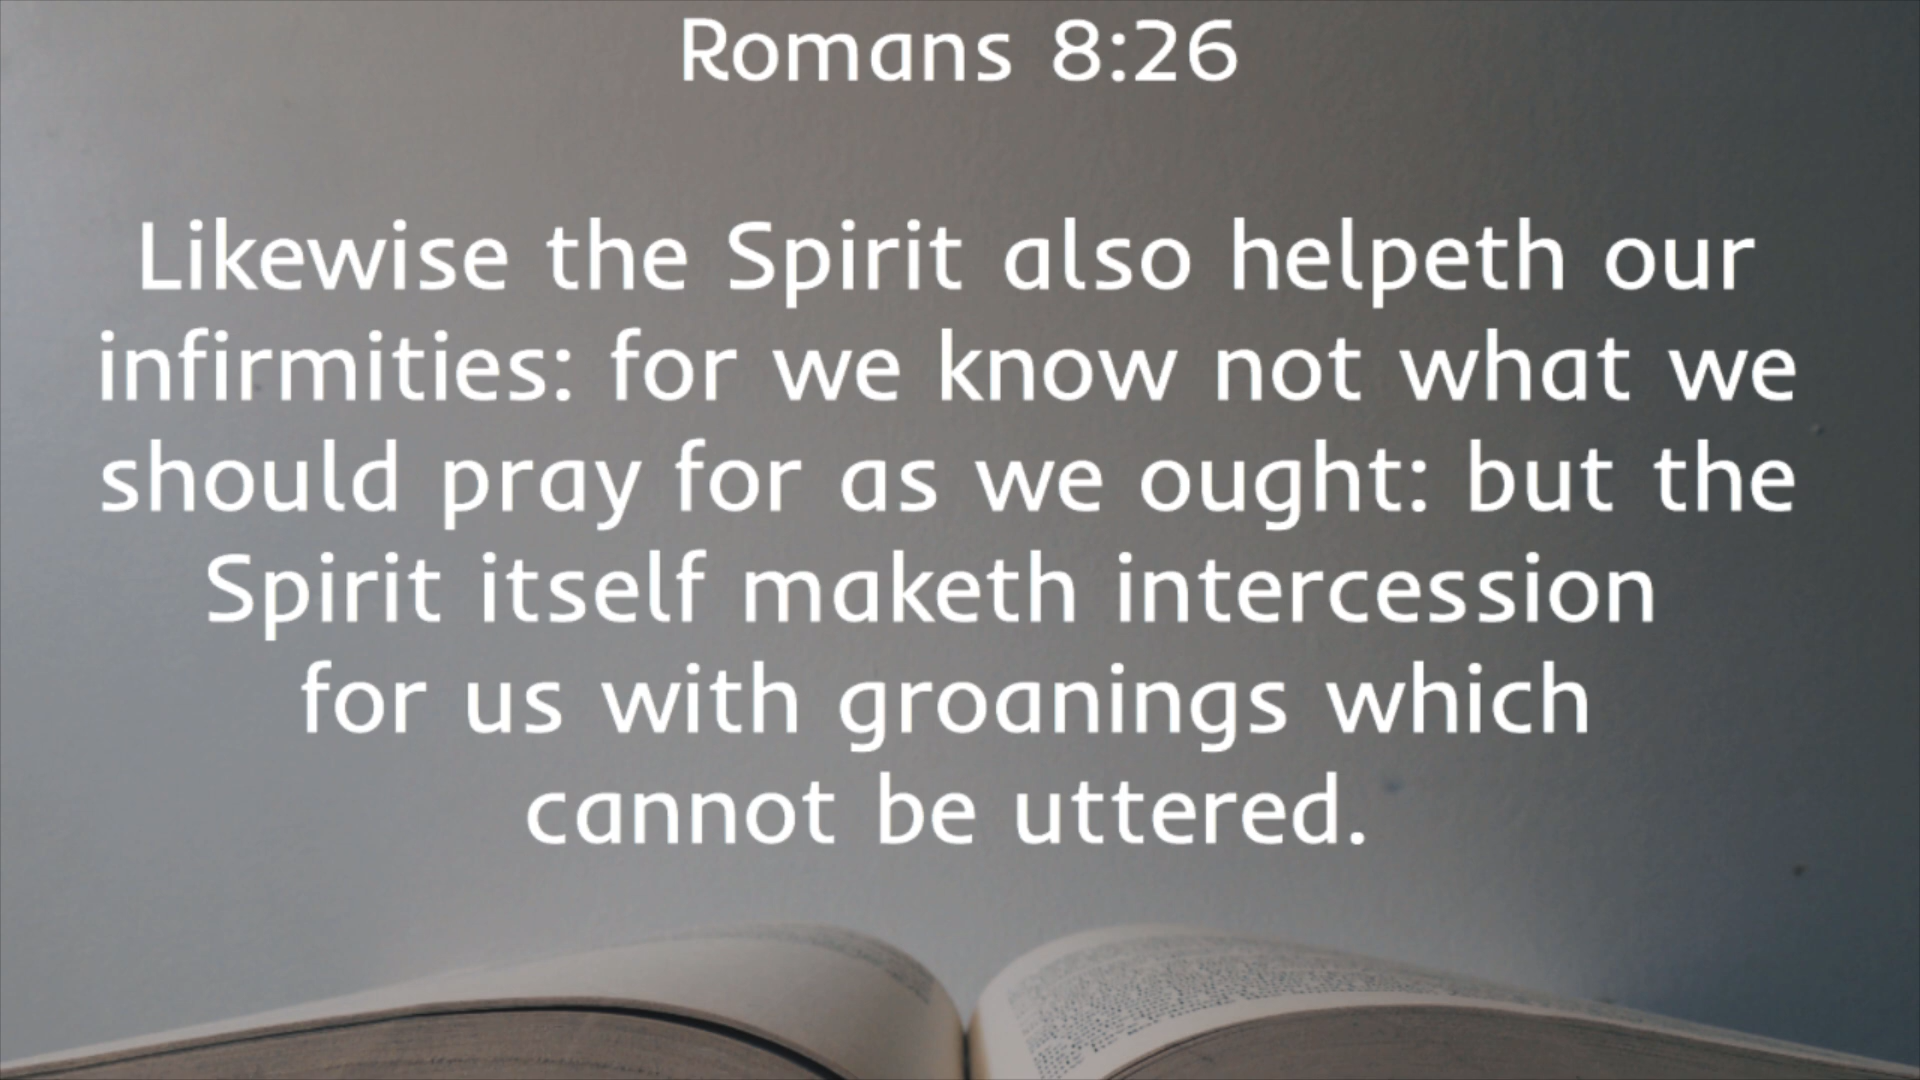 Romans 8:26
Likewise the Spirit also helpeth our
infirmities: for we know not what we
should pray for as we ought: but the
Spirit itself maketh intercession
for us with groanings which
cannot be uttered.